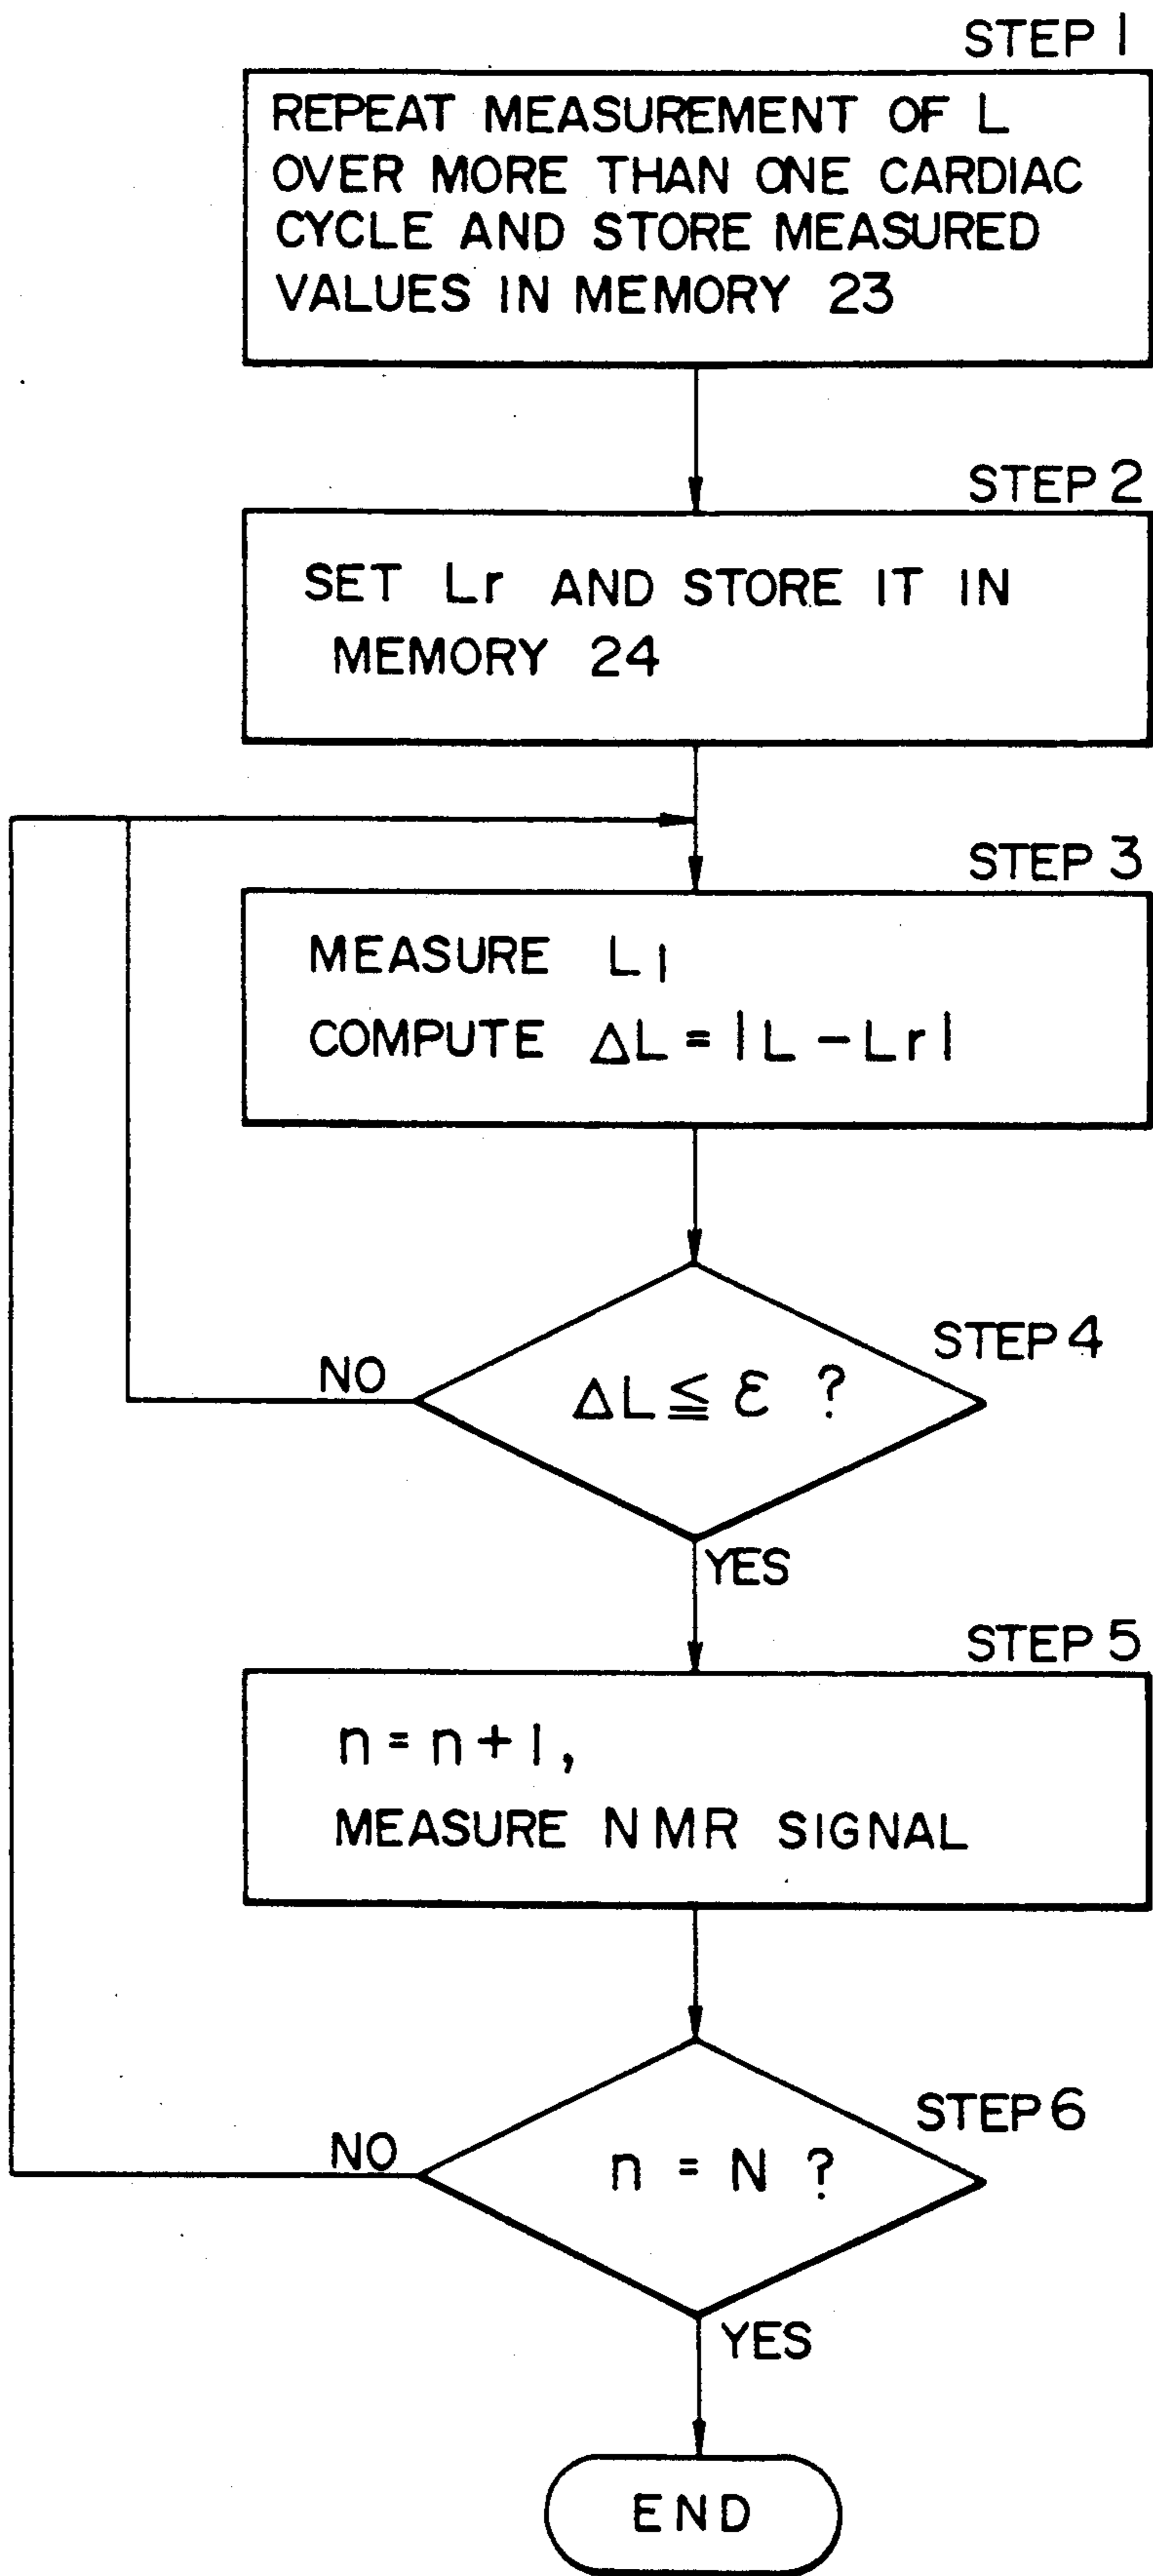 STEP 1
REPEAT MEASUREMENT OF L
OVER MORE THAN ONE CARDIAC
CYCLE AND STORE MEASURED
VALUES IN MEMORY 23
STEP 2
SET Lr AND STORE IT IN
MEMORY 24
STEP 3
MEASURE L1
COMPUTE ΔL = |L - Lr|
STEP 4
NO
ΔL ≦ ε ?
YES
STEP 5
n = n + 1,
MEASURE NMR SIGNAL
STEP 6
NO
n = N ?
YES
END